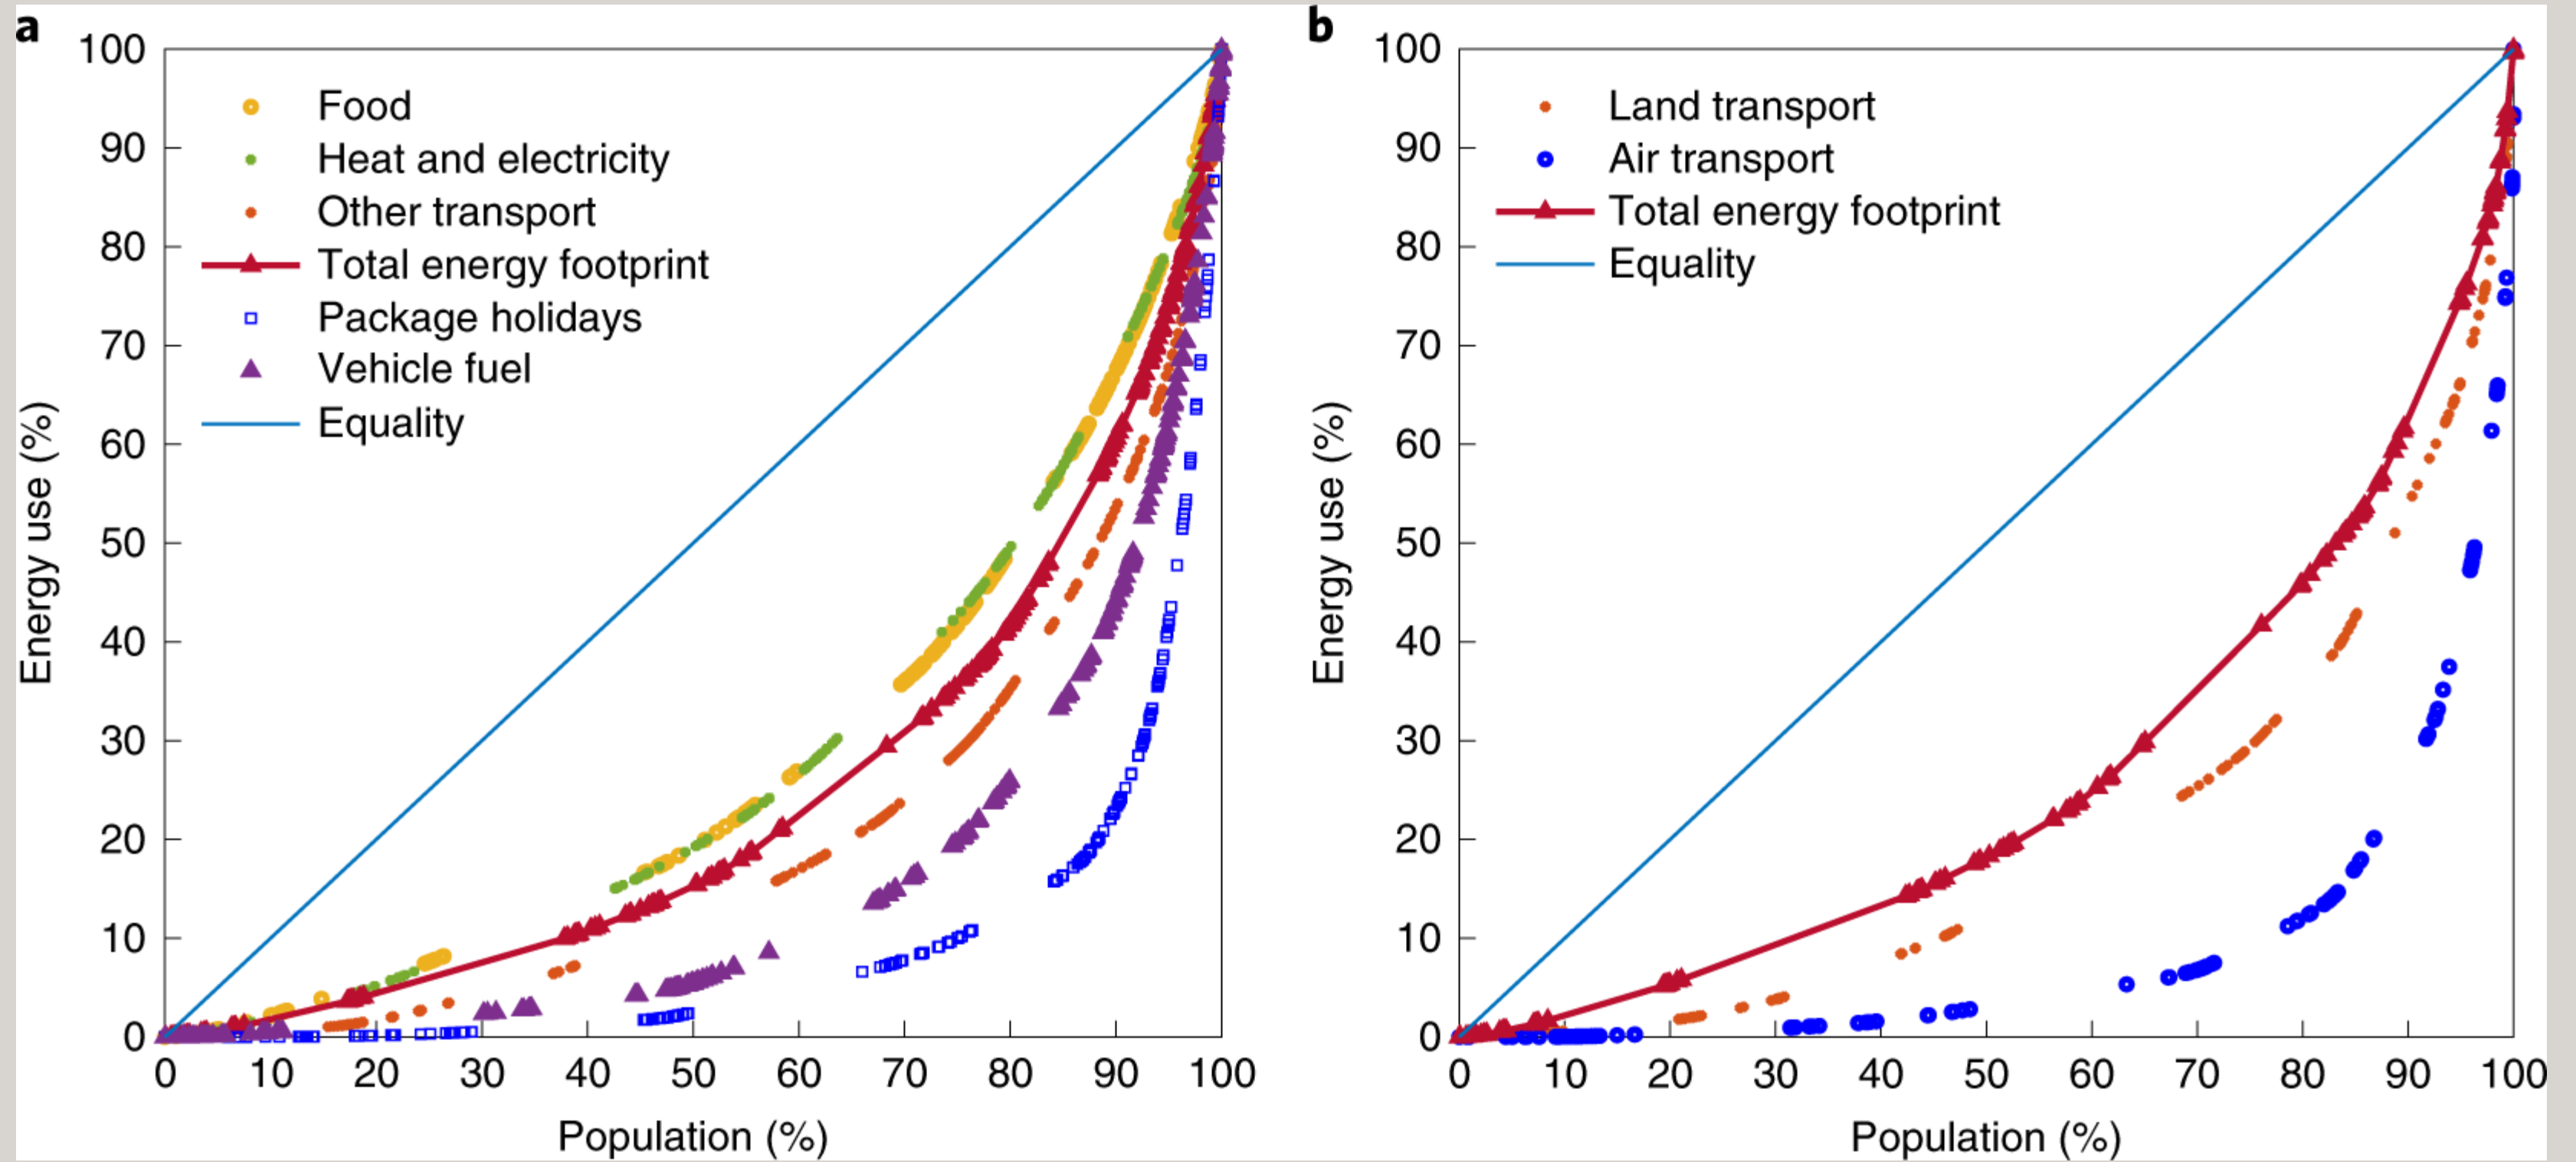 a
100
90
80
70
60
50
40
30
20
10
0
Energy use (%)
Food
Heat and electricity
Other transport
Total energy footprint
Package holidays
Vehicle fuel
Equality
0 10 20 30 40 50 60 70 80 90 100
Population (%)
b
100
90
80
70
60
50
40
30
20
10
0
Energy use (%)
Land transport
Air transport
Total energy footprint
Equality
0 10 20 30 40 50 60 70 80 90 100
Population (%)